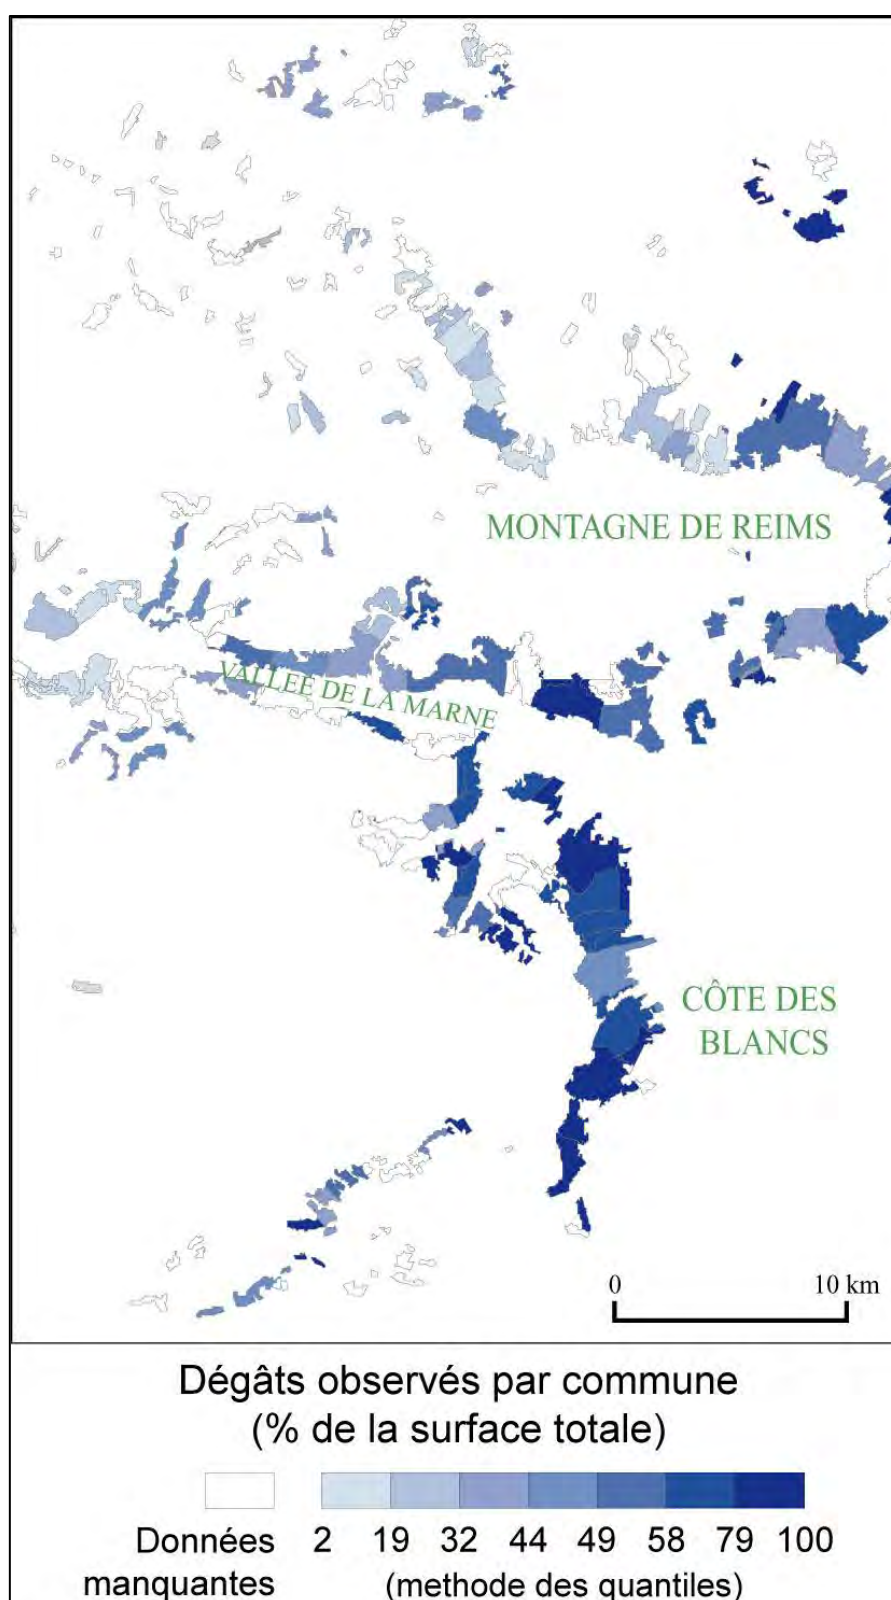 MONTAGNE DE REIMS
VALLEE DE LA MARNE
CÔTE DES
BLANCS
0 10 km
Dégâts observés par commune
(% de la surface totale)
Données 2 19 32 44 49 58 79 100
manquantes (methode des quantiles)